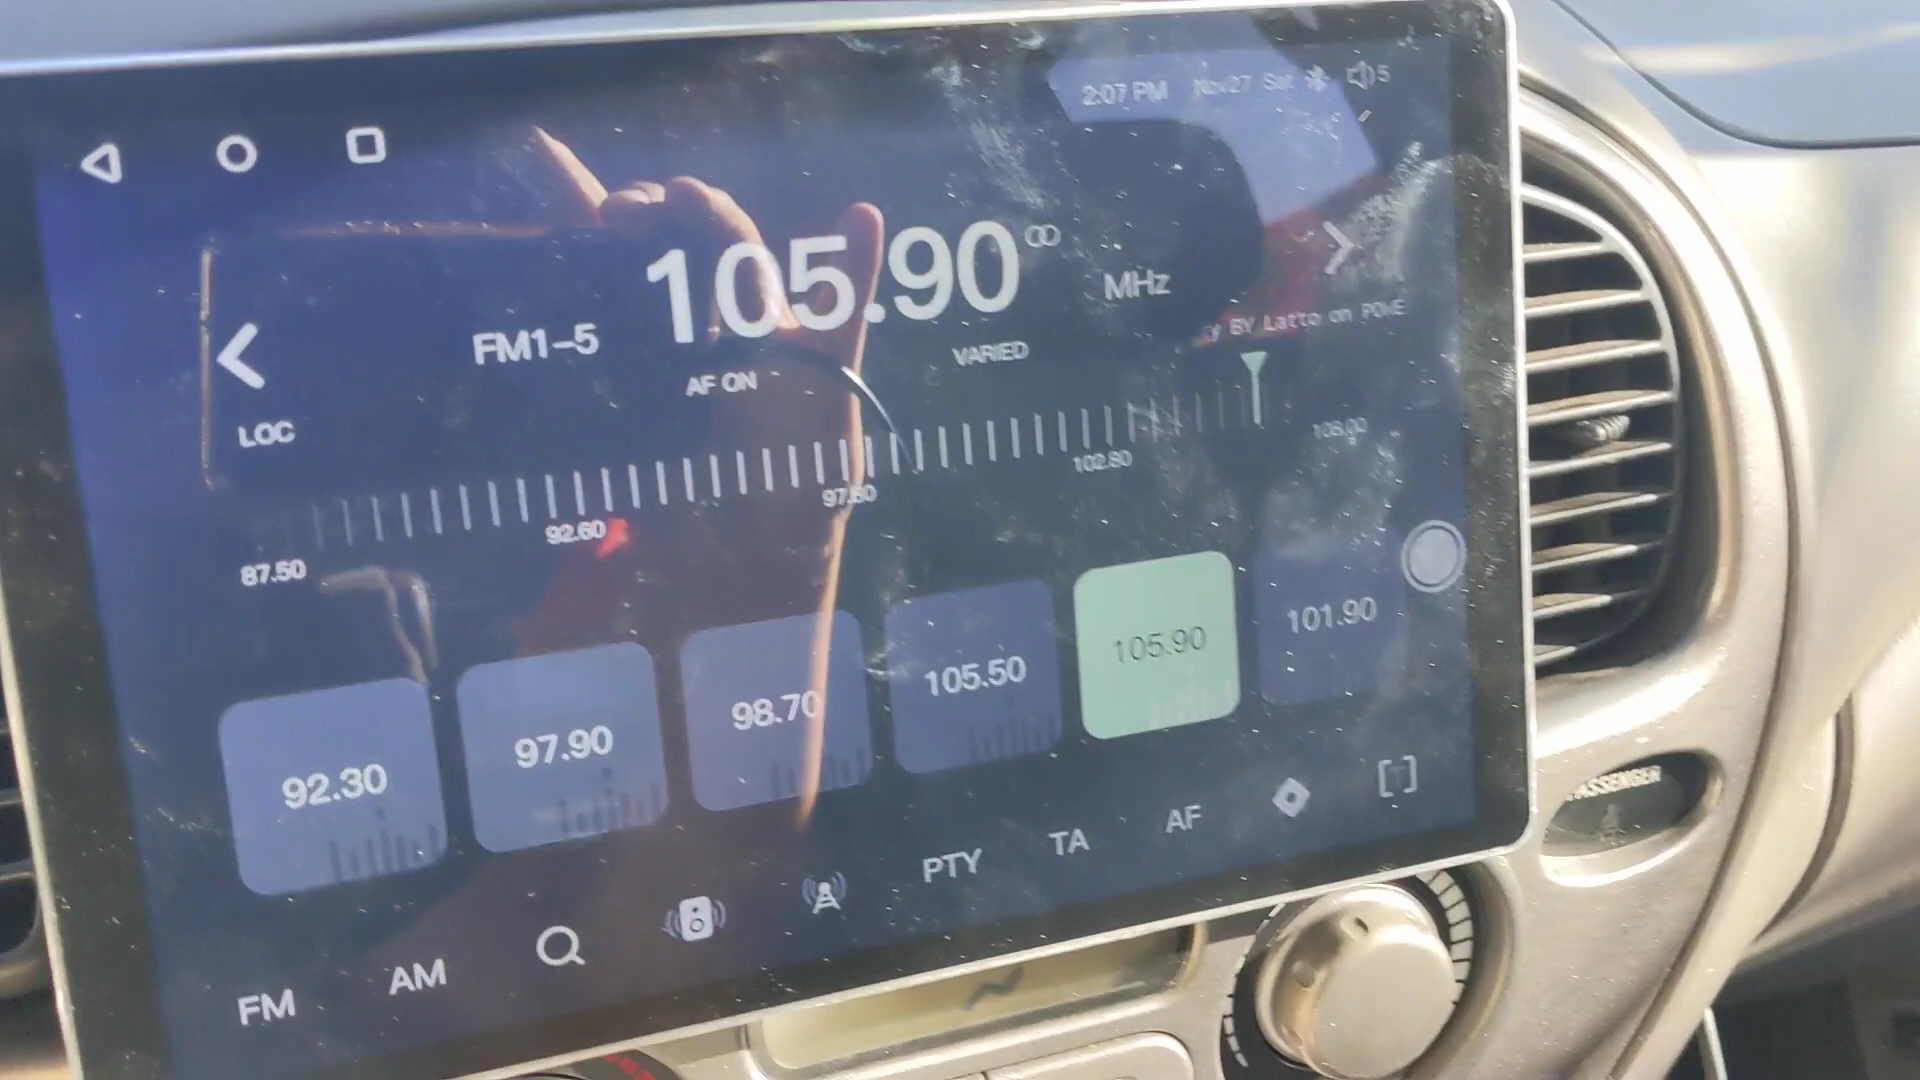 2:07 PM Nov27 Sat 5
105.90 MHz
FM1-5
BY Latto on
AF ON
VARIED
LOC
87.50 92.60 97.80 102.80 108.00
92.30 97.90 98.70 105.50 105.90 101.90
FM AM PTY TA AF
PASSENGER